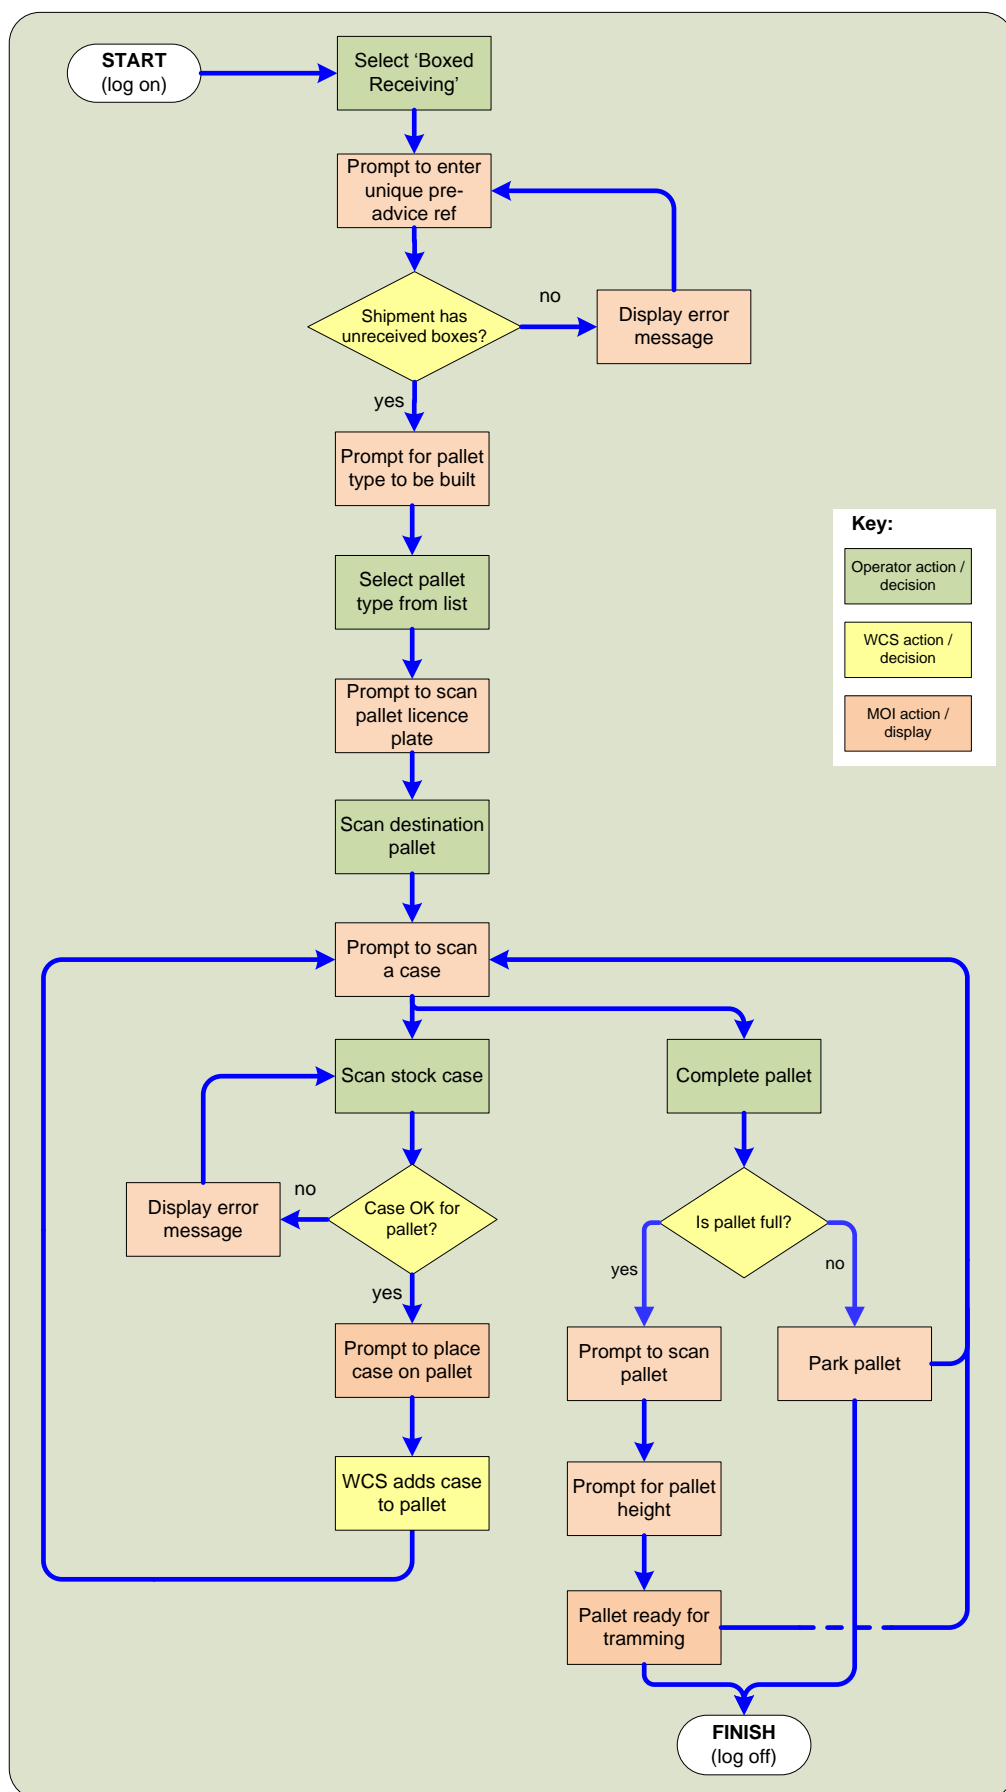 START
(log on)
Select ‘Boxed
Receiving’
Prompt to enter
unique pre-
advice ref
Shipment has
unreceived boxes?
no
Display error
message
yes
Prompt for pallet
type to be built
Key:
Operator action /
decision
WCS action /
decision
MOI action /
display
Select pallet
type from list
Prompt to scan
pallet licence
plate
Scan destination
pallet
Prompt to scan
a case
Scan stock case
Complete pallet
Case OK for
pallet?
no
Display error
message
yes
Is pallet full?
yes
no
Prompt to place
case on pallet
WCS adds case
to pallet
Prompt to scan
pallet
Park pallet
Prompt for pallet
height
Pallet ready for
tramming
FINISH
(log off)